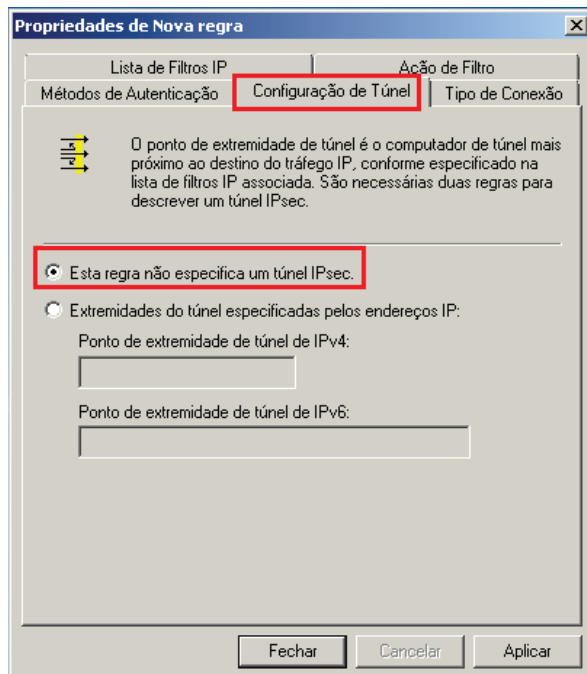 Propriedades de Nova regra
Lista de Filtros IP
Ação de Filtro
Métodos de Autenticação
Configuração de Túnel
Tipo de Conexão
O ponto de extremidade de túnel é o computador de túnel mais
próximo ao destino do tráfego IP, conforme especificado na
lista de filtros IP associada. São necessárias duas regras para
descrever um túnel IPsec.
Esta regra não especifica um túnel IPsec.
Extremidades do túnel especificadas pelos endereços IP:
Ponto de extremidade de túnel de IPv4:
Ponto de extremidade de túnel de IPv6:
Fechar
Cancelar
Aplicar